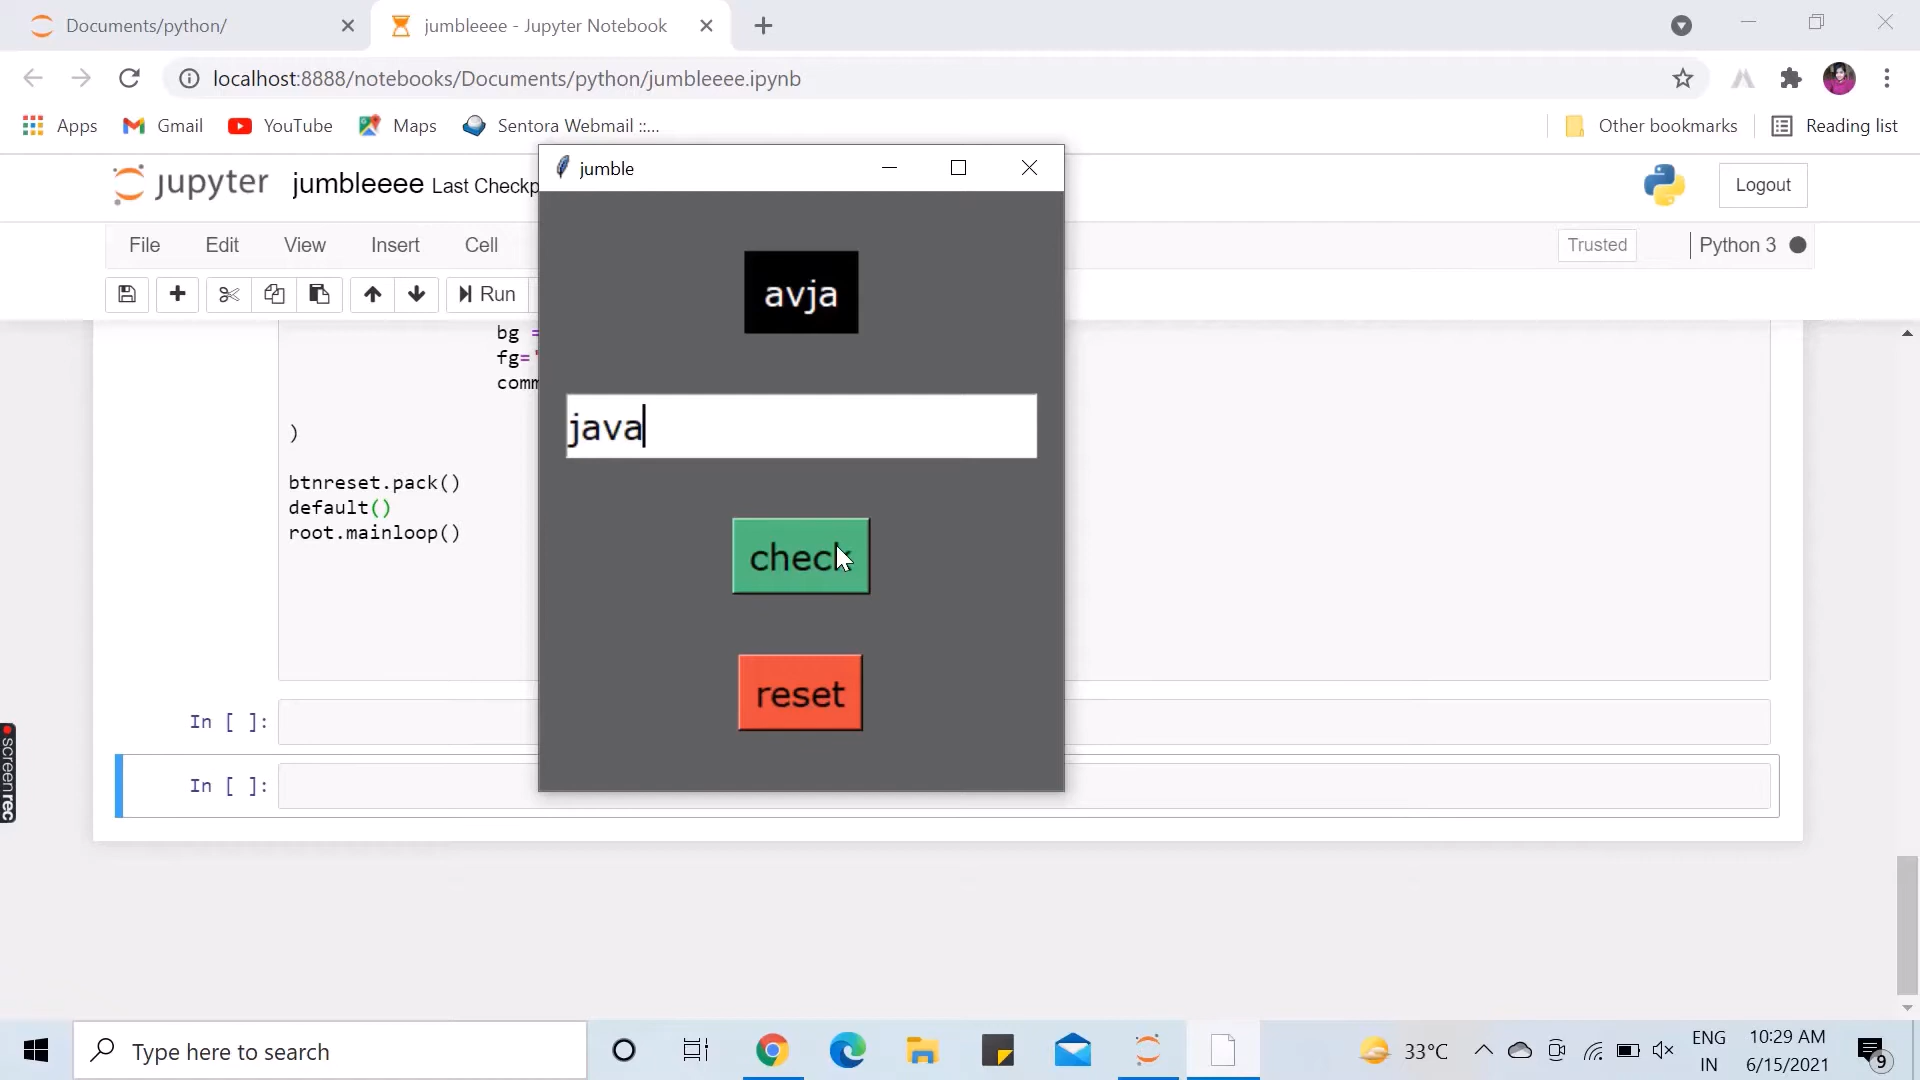 Documents/python/
jumbleeee - Jupyter Notebook
localhost:8888/notebooks/Documents/python/jumbleeee.ipynb
Apps
Gmail
YouTube
Maps
Sentora Webmail ::...
Other bookmarks
Reading list
jupyter
jumbleeee
Last Checkp
Logout
File
Edit
View
Insert
Cell
Trusted
Python 3
Run
bg =
fg='
comm
)
btnreset.pack()
default()
root.mainloop()
In [ ]:
In [ ]:
jumble
avja
java
check
reset
screenrec
Type here to search
33°C
ENG
IN
10:29 AM
6/15/2021
9